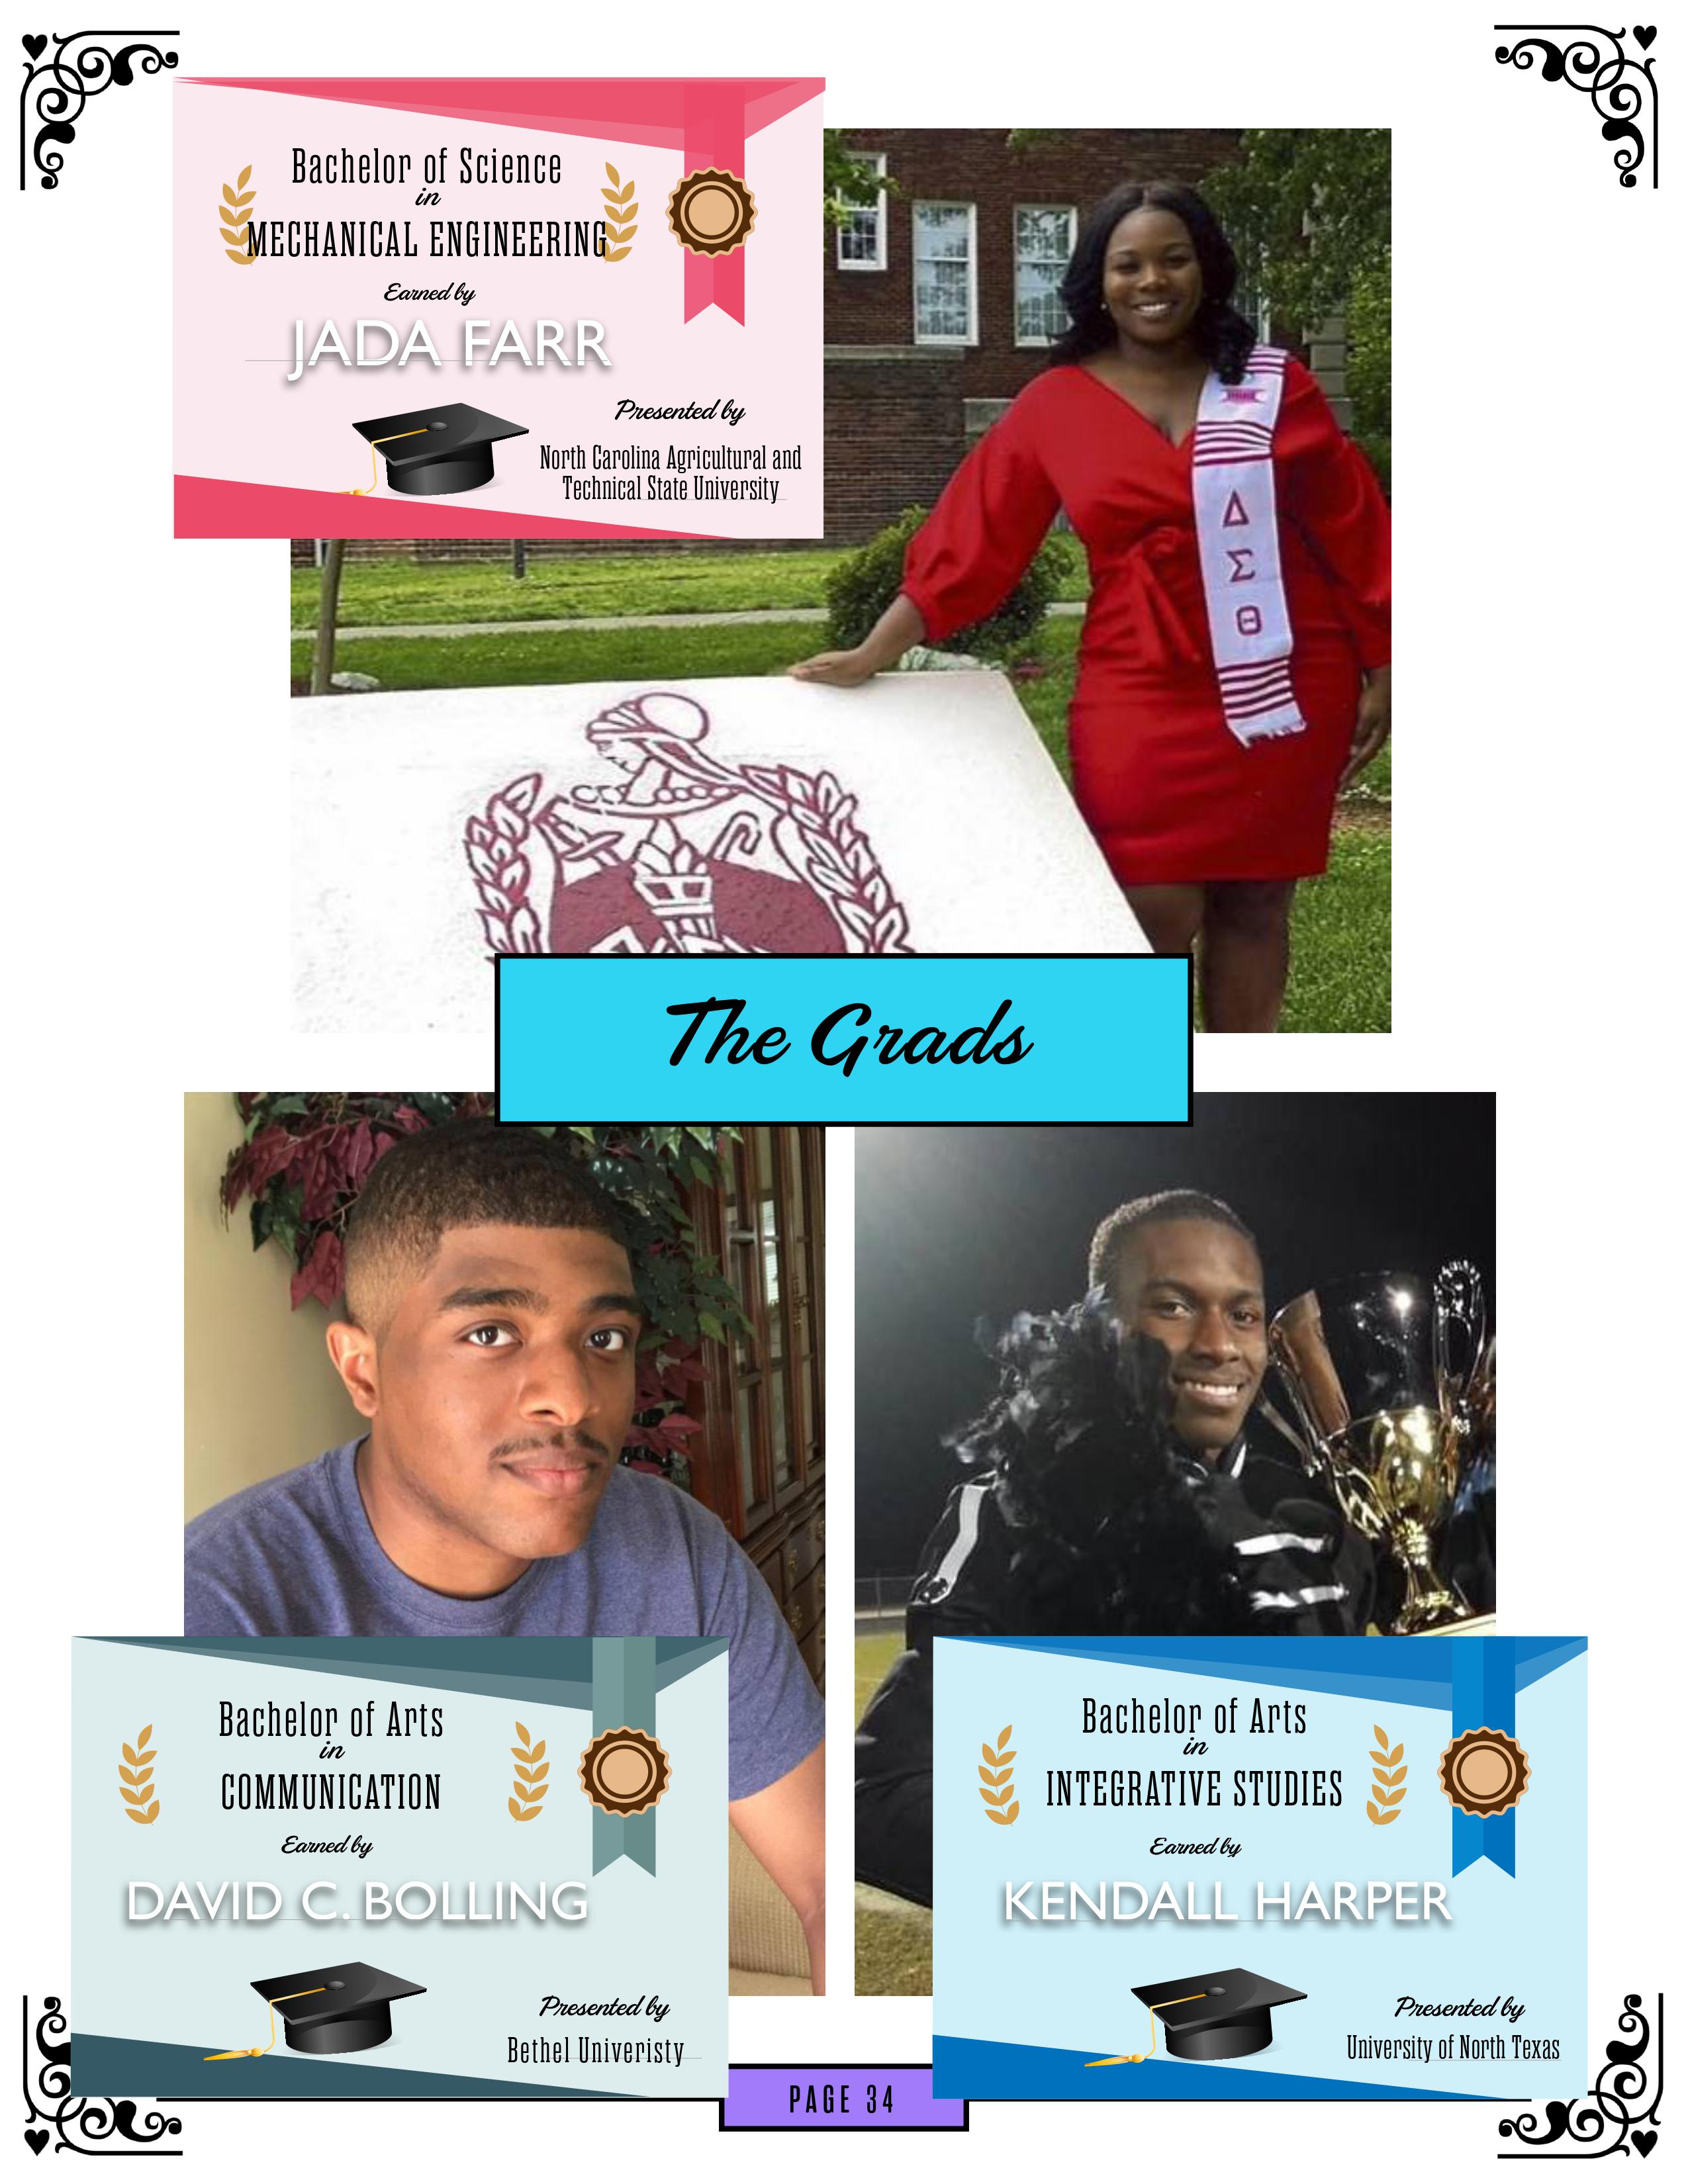 Bachelor of Science
in
MECHANICAL ENGINEERING
Earned by
JADA FARR
Presented by
North Carolina Agricultural and
Technical State University
Δ
Σ
Θ
The Grads
Bachelor of Arts
in
COMMUNICATION
Earned by
DAVID C. BOLLING
Presented by
Bethel Univeristy
Bachelor of Arts
in
INTEGRATIVE STUDIES
Earned by
KENDALL HARPER
Presented by
University of North Texas
PAGE 34